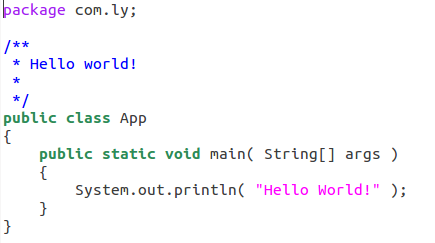 package com.ly;

/**
 * Hello world!
 *
 */
public class App
{
    public static void main( String[] args )
    {
        System.out.println( "Hello World!" );
    }
}